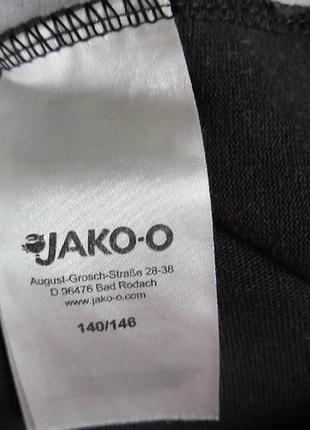 JAKO-O
August-Grosch-Straße 28-38
D 96476 Bad Rodach
www.jako-o.com
140/146